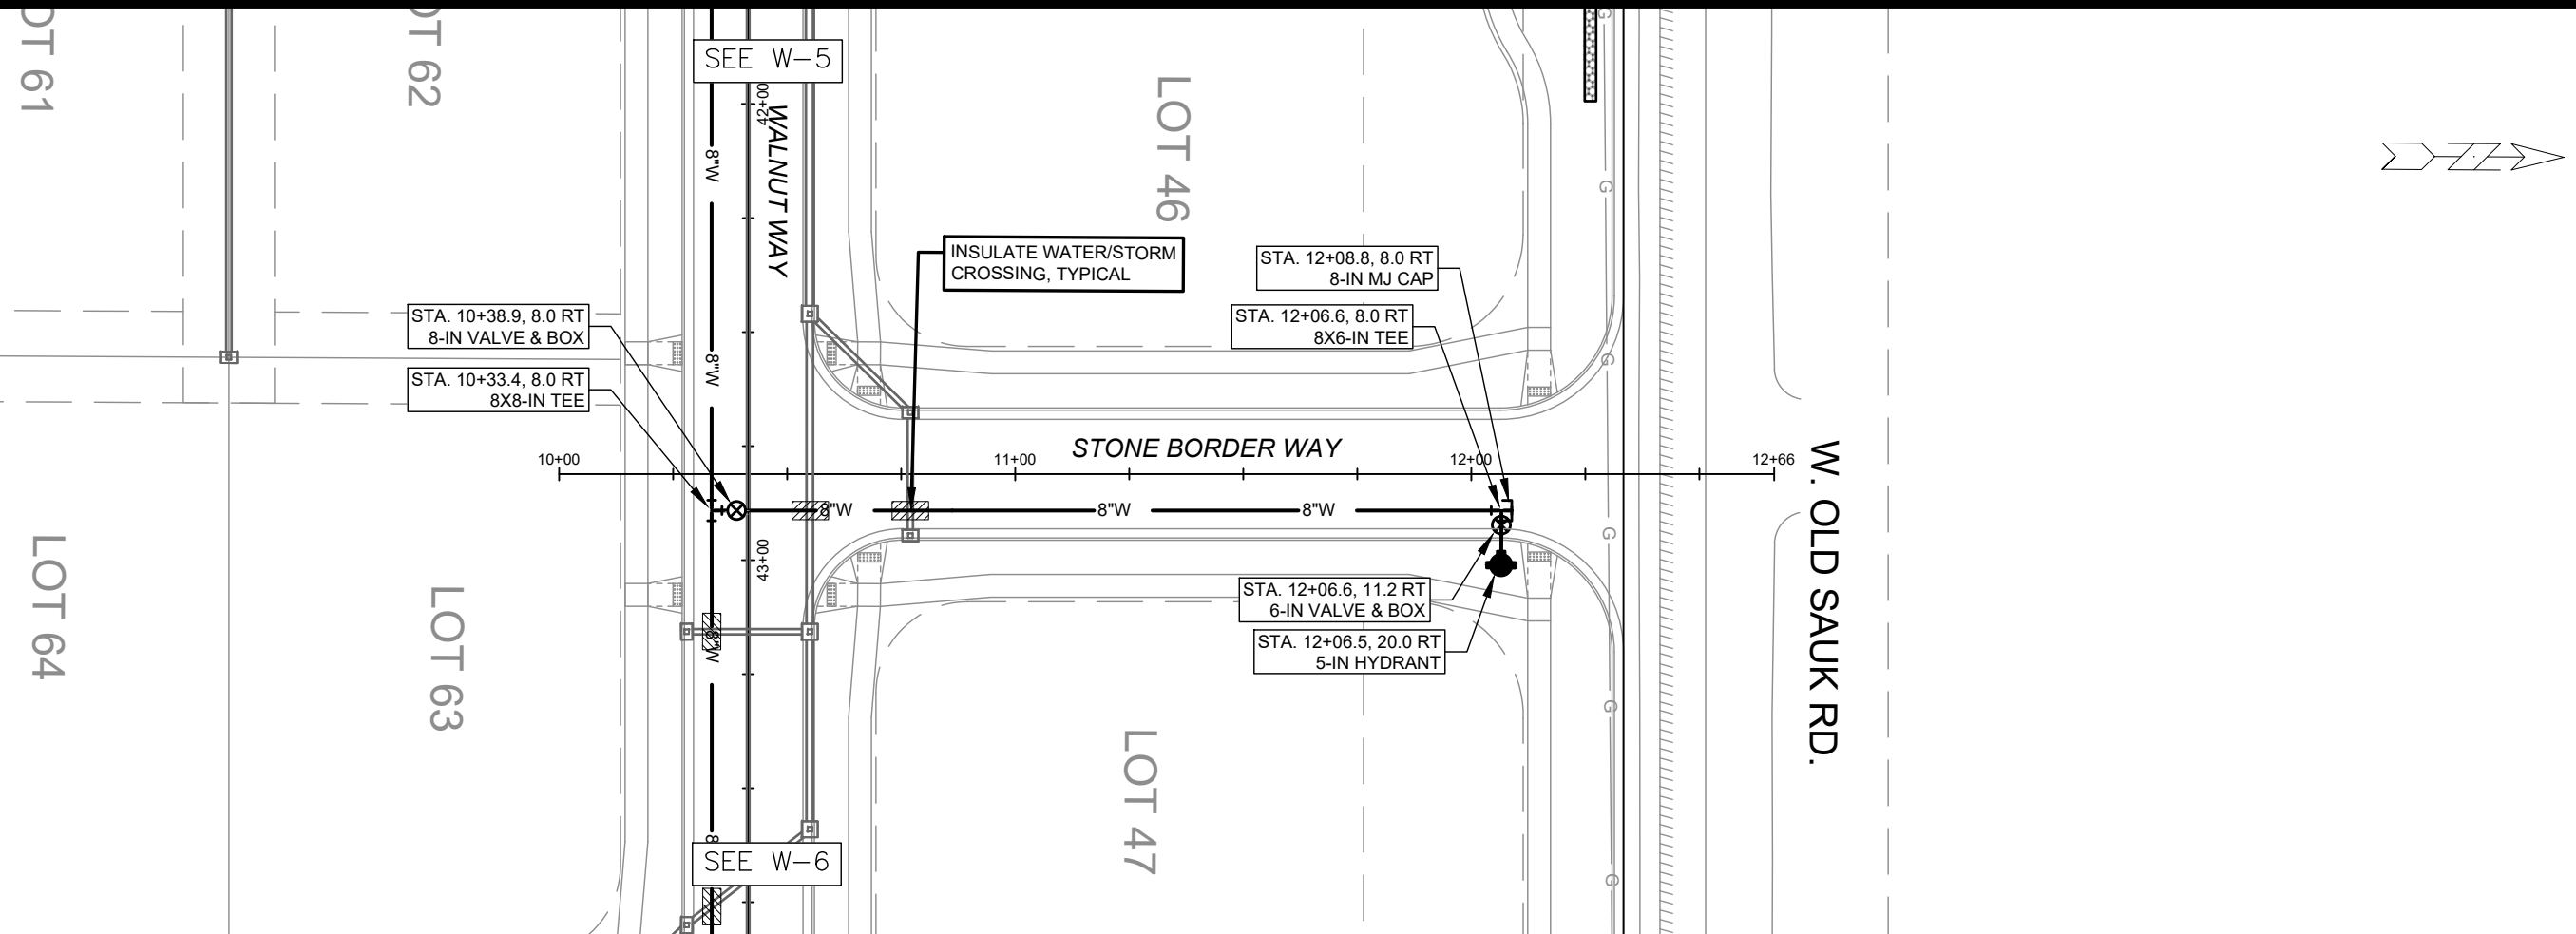 OT 61
OT 62
SEE W-5
42+00
WALNUT WAY
8"W
8"W
LOT 46
G
G
G
G
G
G
N
INSULATE WATER/STORM
CROSSING, TYPICAL
STA. 12+08.8, 8.0 RT
8-IN MJ CAP
STA. 12+06.6, 8.0 RT
8X6-IN TEE
STA. 10+38.9, 8.0 RT
8-IN VALVE & BOX
STA. 10+33.4, 8.0 RT
8X8-IN TEE
10+00
11+00
STONE BORDER WAY
12+00
12+66
W. OLD SAUK RD.
8"W
8"W
8"W
43+00
STA. 12+06.6, 11.2 RT
6-IN VALVE & BOX
STA. 12+06.5, 20.0 RT
5-IN HYDRANT
LOT 64
LOT 63
8"W
LOT 47
8
SEE W-6